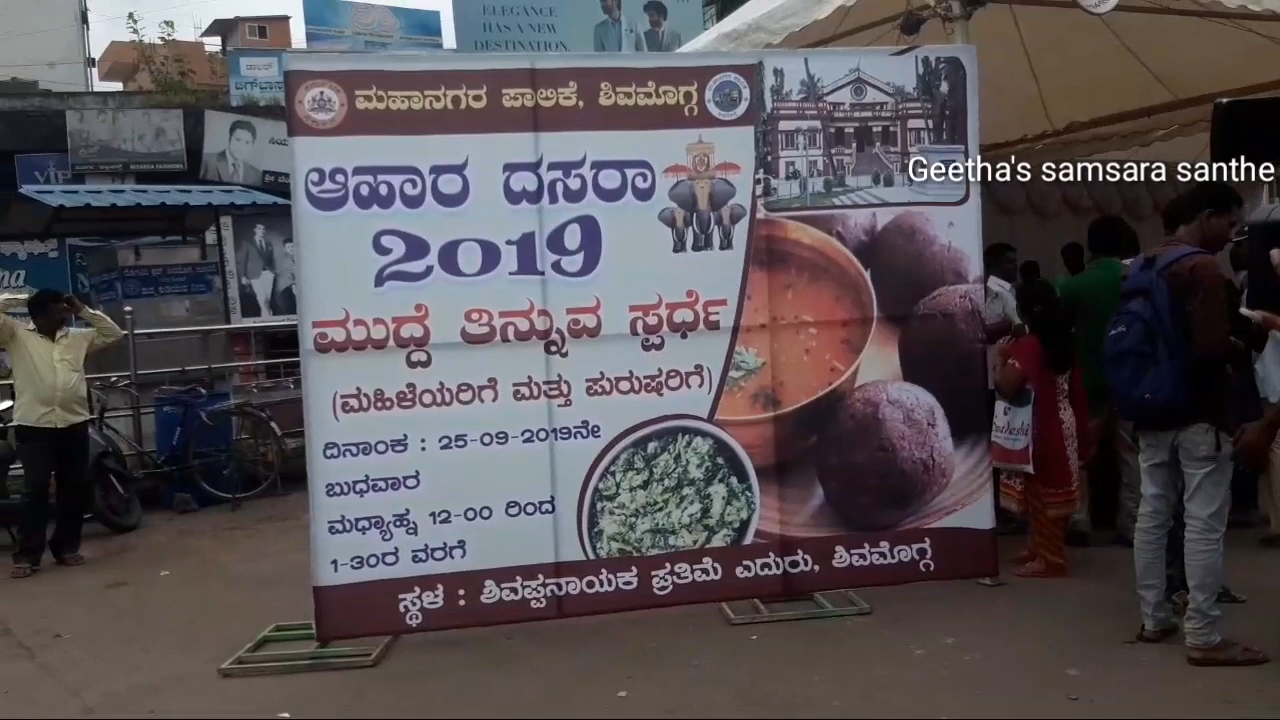 ELEGANCE
HAS A NEW
DESTINATION.
VIP
ಮಹಾನಗರ ಪಾಲಿಕೆ, ಶಿವಮೊಗ್ಗ
ಆಹಾರ ದಸರಾ
2019
ಮುದ್ದೆ ತಿನ್ನುವ ಸ್ಪರ್ಧೆ
(ಮಹಿಳೆಯರಿಗೆ ಮತ್ತು ಪುರುಷರಿಗೆ)
ದಿನಾಂಕ : 25-09-2019ನೇ
ಬುಧವಾರ
ಮಧ್ಯಾಹ್ನ 12-00 ರಿಂದ
1-30ರ ವರಗೆ
ಸ್ಥಳ : ಶಿವಪ್ಪನಾಯಕ ಪ್ರತಿಮೆ ಎದುರು, ಶಿವಮೊಗ್ಗ
Geetha's samsara santhe